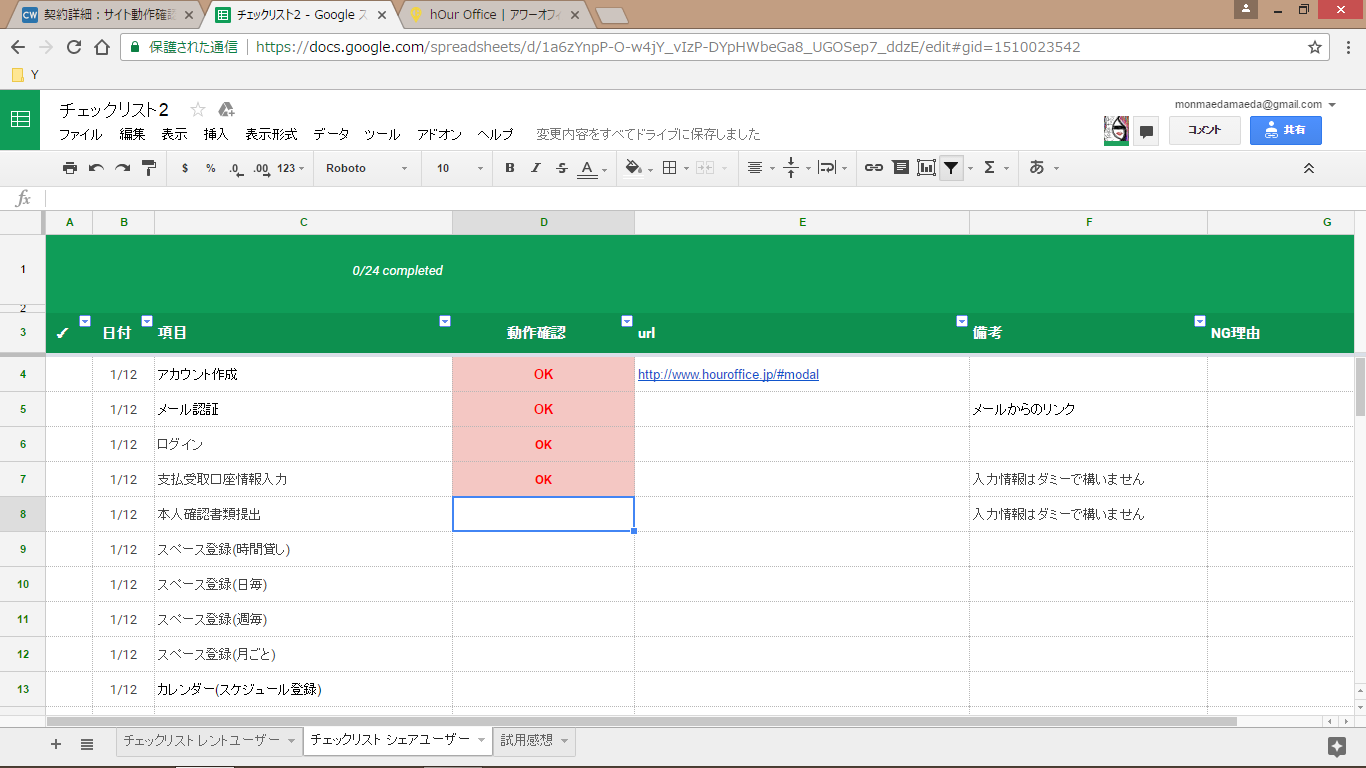 契約詳細：サイト動作確認
チェックリスト2 - Google ス
hOur Office | アワーオフィ
保護された通信 https://docs.google.com/spreadsheets/d/1a6zYnpP-O-w4jY_vIzP-DYpHWbeGa8_UGOSep7_ddzE/edit#gid=1510023542
Y
チェックリスト2
monmaedamaeda@gmail.com
ファイル 編集 表示 挿入 表示形式 データ ツール アドオン ヘルプ 変更内容をすべてドライブに保存しました
コメント 共有
$ % .0 .00 123 Roboto 10 B I S A Σ あ
fx
A B C D E F G
1 0/24 completed
2
3 ✓ 日付 項目 動作確認 url 備考 NG理由
4 1/12 アカウント作成 OK http://www.houroffice.jp/#modal
5 1/12 メール認証 OK メールからのリンク
6 1/12 ログイン OK
7 1/12 支払受取口座情報入力 OK 入力情報はダミーで構いません
8 1/12 本人確認書類提出 入力情報はダミーで構いません
9 1/12 スペース登録(時間貸し)
10 1/12 スペース登録(日毎)
11 1/12 スペース登録(週毎)
12 1/12 スペース登録(月ごと)
13 1/12 カレンダー(スケジュール登録)
チェックリスト レントユーザー チェックリスト シェアユーザー 試用感想